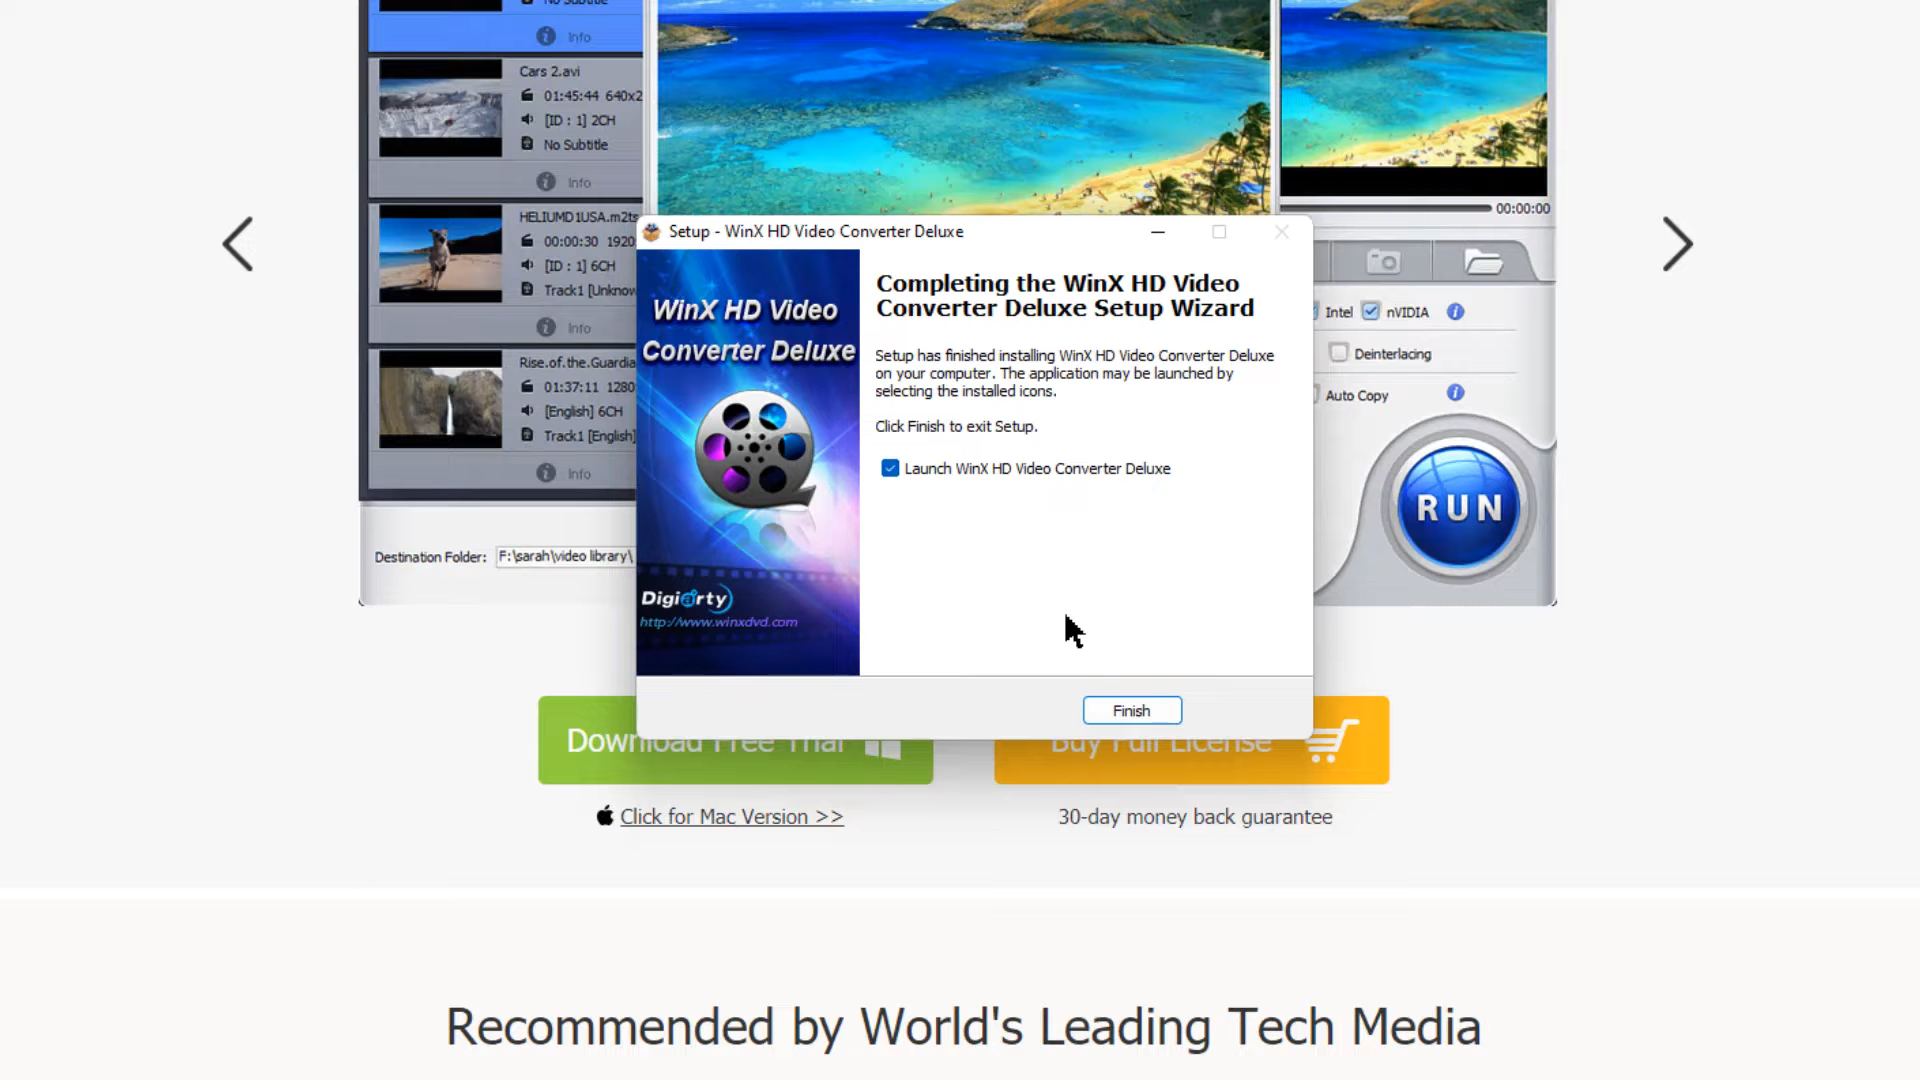 No Subtitle
Info
Cars 2.avi
01:45:44 640x2
[ID : 1] 2CH
No Subtitle
Info
HELIUMD1USA.m2ts
00:00:30 1920
[ID : 1] 6CH
Track1 [Unknow
Info
Rise.of.the.Guardia
01:37:11 1280
[English] 6CH
Track1 [English]
Info
Destination Folder: F:\sarah\video library\
00:00:00
Intel nVIDIA
Deinterlacing
Auto Copy
RUN
Setup - WinX HD Video Converter Deluxe
WinX HD Video
Converter Deluxe
Digiarty
http://www.winxdvd.com
Completing the WinX HD Video
Converter Deluxe Setup Wizard
Setup has finished installing WinX HD Video Converter Deluxe
on your computer. The application may be launched by
selecting the installed icons.
Click Finish to exit Setup.
Launch WinX HD Video Converter Deluxe
Finish
Download Free Trial
Buy Full License
Click for Mac Version >>
30-day money back guarantee
Recommended by World's Leading Tech Media